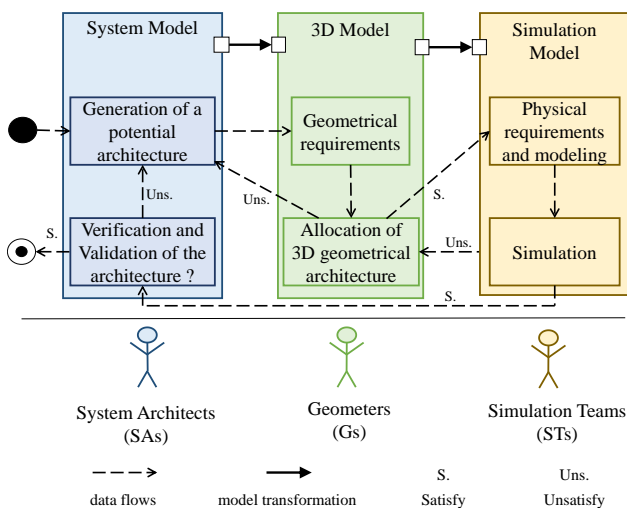 System Model
3D Model
Simulation
Model
Generation of a
potential
architecture
Geometrical
requirements
Physical
requirements
and modeling
Uns.
Uns.
S.
S.
Verification and
Validation of the
architecture ?
Allocation of
3D geometrical
architecture
Uns.
Simulation
S.
System Architects
(SAs)
Geometers
(Gs)
Simulation Teams
(STs)
data flows
model transformation
S.
Satisfy
Uns.
Unsatisfy